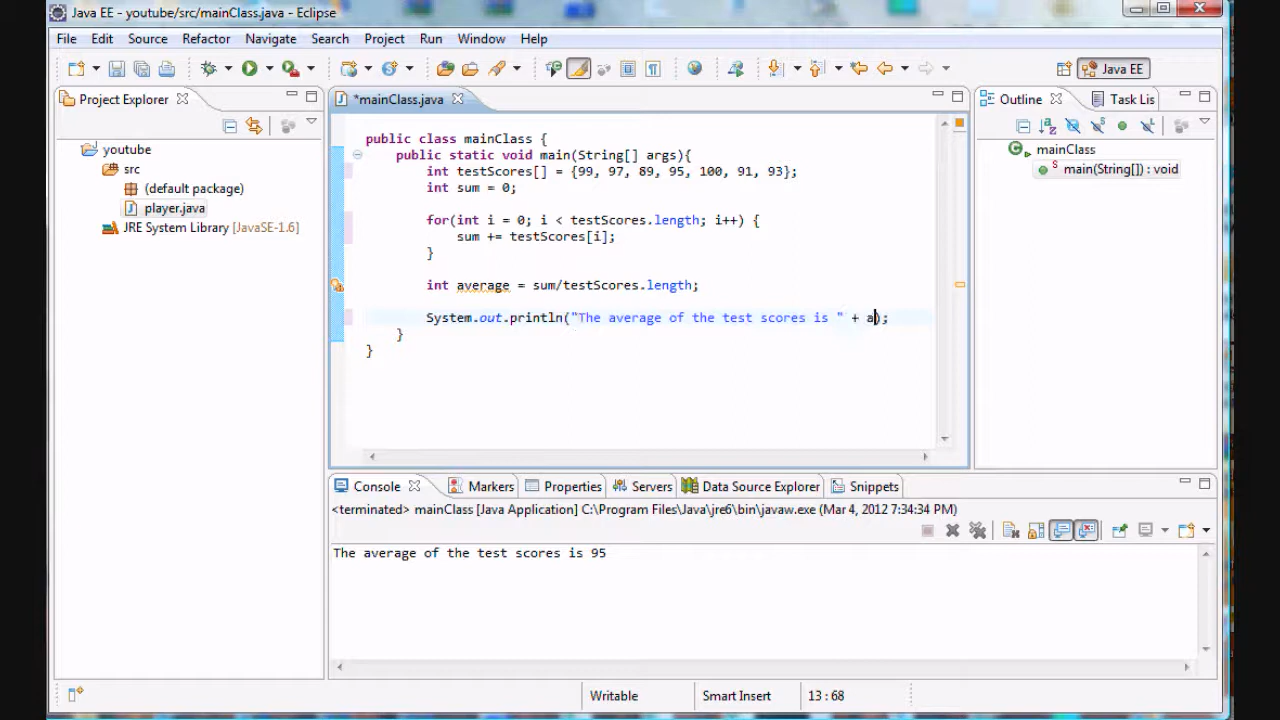 Java EE - youtube/src/mainClass.java - Eclipse
File Edit Source Refactor Navigate Search Project Run Window Help
Java EE
Project Explorer
*mainClass.java
Outline Task Lis
youtube
src
(default package)
player.java
JRE System Library [JavaSE-1.6]
public class mainClass {
public static void main(String[] args){
int testScores[] = {99, 97, 89, 95, 100, 91, 93};
int sum = 0;
for(int i = 0; i < testScores.length; i++) {
sum += testScores[i];
}
int average = sum/testScores.length;
System.out.println("The average of the test scores is " + a);
}
}
mainClass
main(String[]) : void
Console Markers Properties Servers Data Source Explorer Snippets
<terminated> mainClass [Java Application] C:\Program Files\Java\jre6\bin\javaw.exe (Mar 4, 2012 7:34:34 PM)
The average of the test scores is 95
Writable Smart Insert 13 : 68